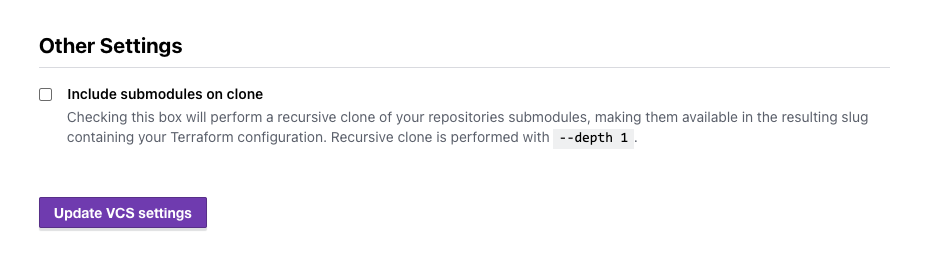 Other Settings
Include submodules on clone
Checking this box will perform a recursive clone of your repositories submodules, making them available in the resulting slug
containing your Terraform configuration. Recursive clone is performed with --depth 1.
Update VCS settings